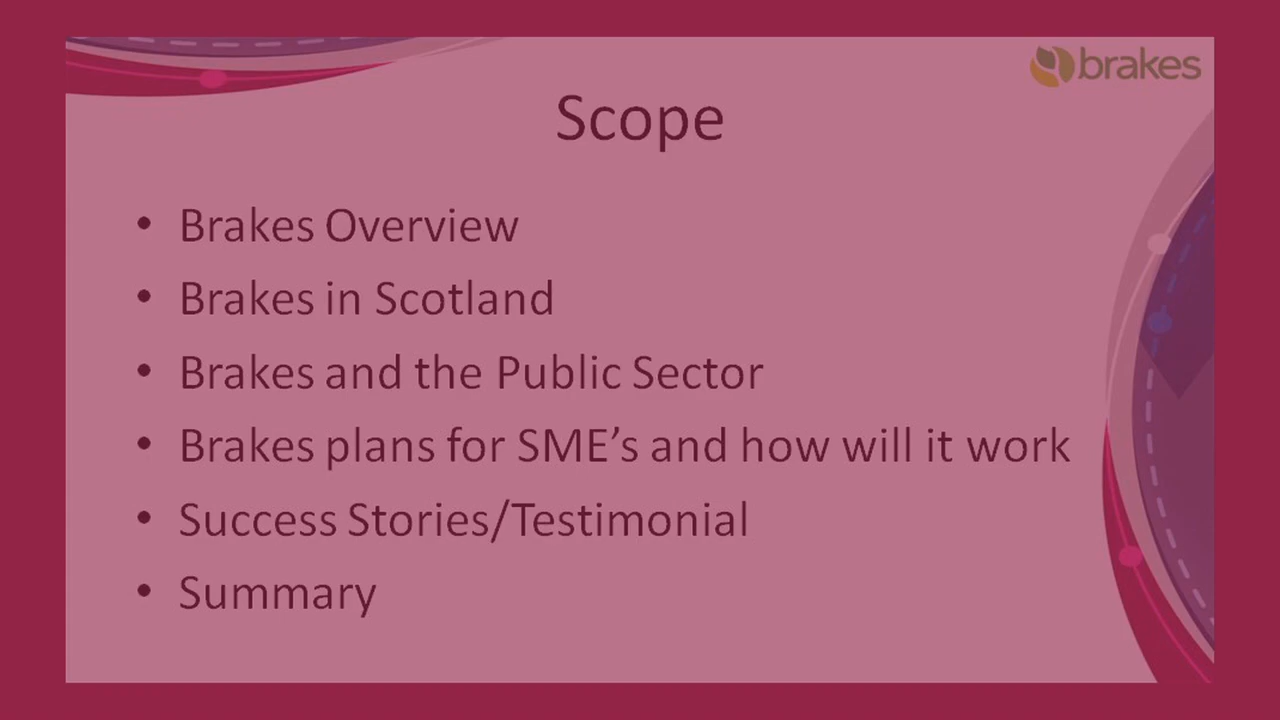 brakes
Scope
• Brakes Overview
• Brakes in Scotland
• Brakes and the Public Sector
• Brakes plans for SME’s and how will it work
• Success Stories/Testimonial
• Summary